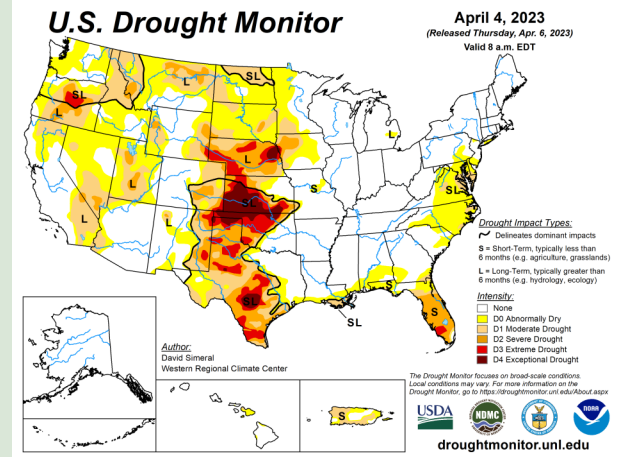 U.S. Drought Monitor
April 4, 2023
(Released Thursday, Apr. 6, 2023)
Valid 8 a.m. EDT
SL
L
L
SL
L
L
L
L
SL
SL
S
L
SL
S
S
SL
S
Drought Impact Types:
Delineates dominant impacts
S = Short-Term, typically less than
6 months (e.g. agriculture, grasslands)
L = Long-Term, typically greater than
6 months (e.g. hydrology, ecology)
Intensity:
None
D0 Abnormally Dry
D1 Moderate Drought
D2 Severe Drought
D3 Extreme Drought
D4 Exceptional Drought
Author:
David Simeral
Western Regional Climate Center
The Drought Monitor focuses on broad-scale conditions.
Local conditions may vary. For more information on the
Drought Monitor, go to https://droughtmonitor.unl.edu/About.aspx
USDA
NDMC
NOAA
droughtmonitor.unl.edu